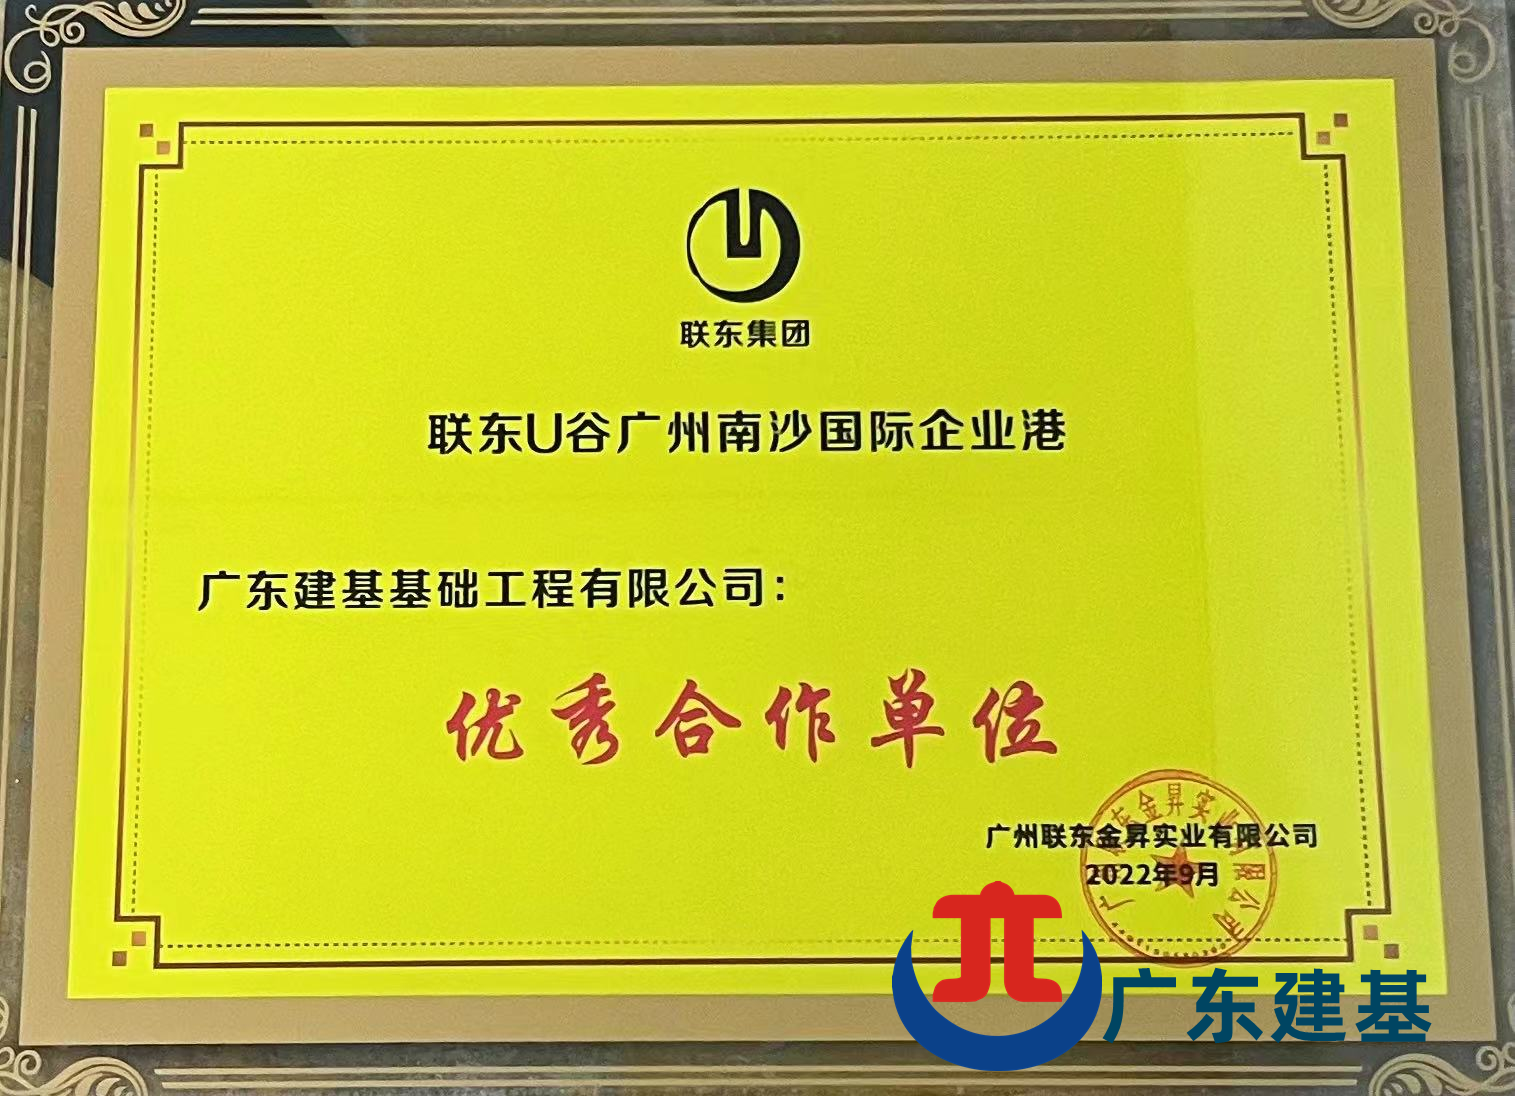 联东集团
联东U谷广州南沙国际企业港
广东建基基础工程有限公司：
优秀合作单位
广州联东金昇实业有限公司
2022年9月
广东建基